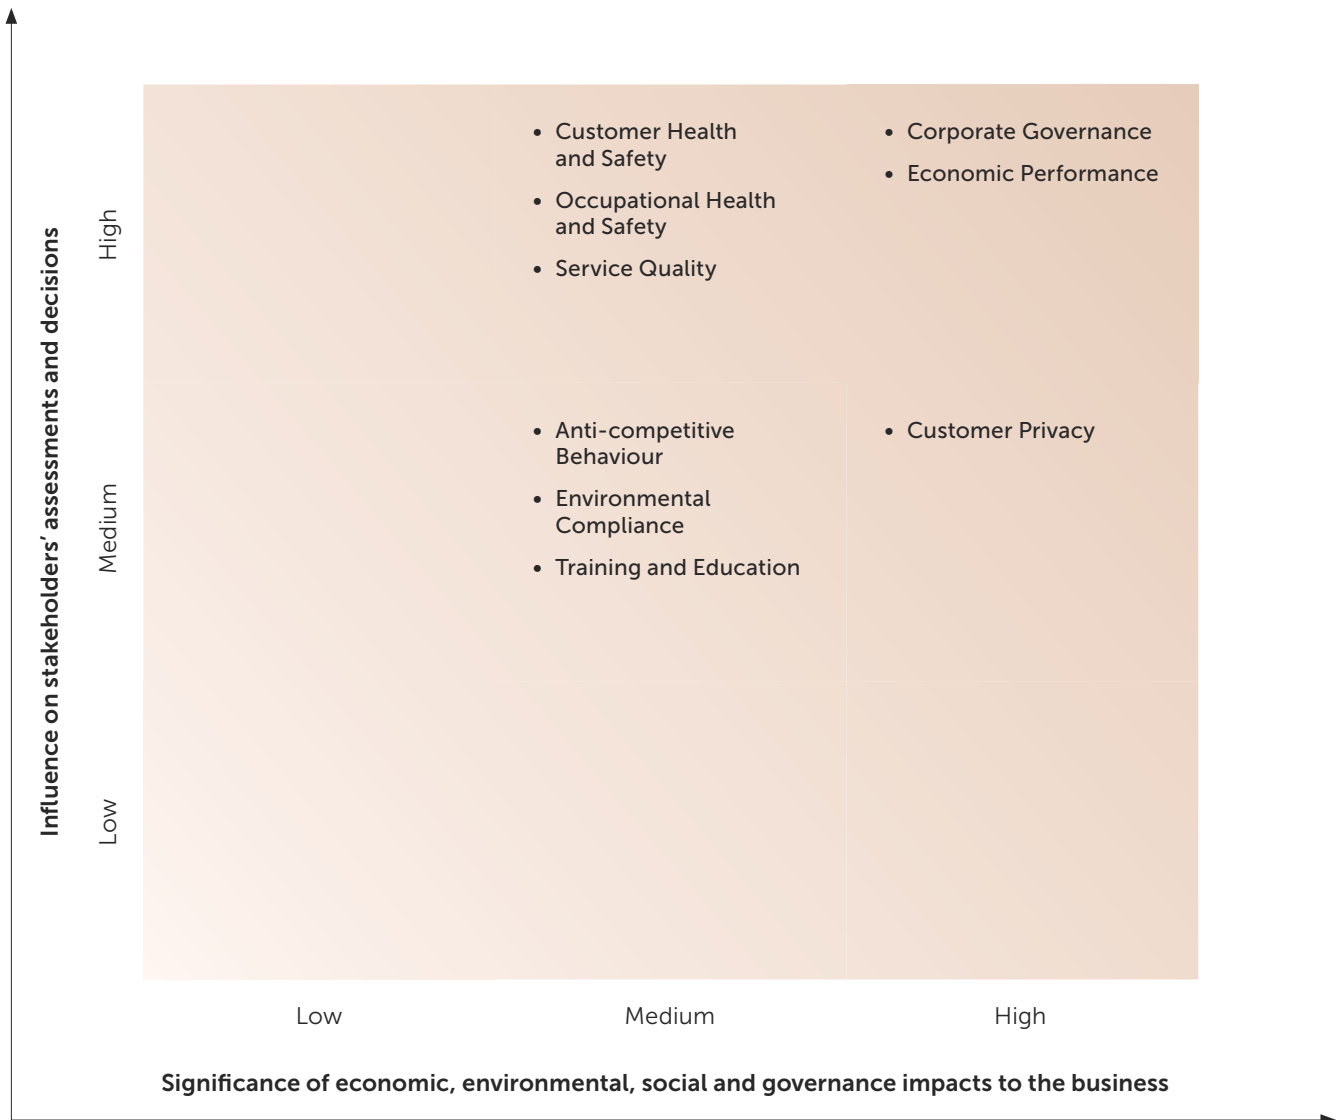 Influence on stakeholders’ assessments and decisions
High
• Customer Health
and Safety
• Occupational Health
and Safety
• Service Quality
• Corporate Governance
• Economic Performance
Medium
• Anti-competitive
Behaviour
• Environmental
Compliance
• Training and Education
• Customer Privacy
Low
Low
Medium
High
Significance of economic, environmental, social and governance impacts to the business